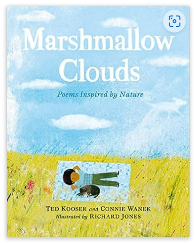 Marshmallow
Clouds
Poems Inspired by Nature
TED KOOSER AND CONNIE WANEK
Illustrated by RICHARD JONES